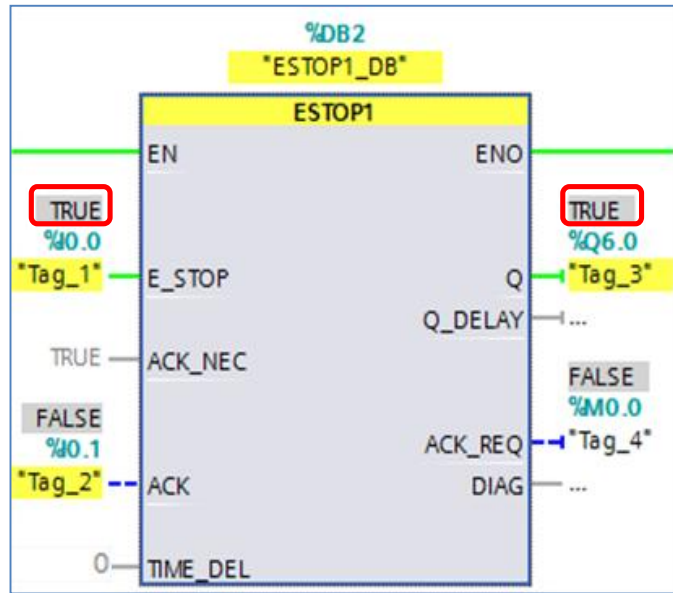 %DB2
"ESTOP1_DB"
ESTOP1
EN ENO
TRUE TRUE
%I0.0 %Q6.0
"Tag_1" E_STOP Q "Tag_3"
Q_DELAY ...
TRUE ACK_NEC
FALSE FALSE
%I0.1 %M0.0
ACK_REQ "Tag_4"
"Tag_2" ACK DIAG ...
0 TIME_DEL